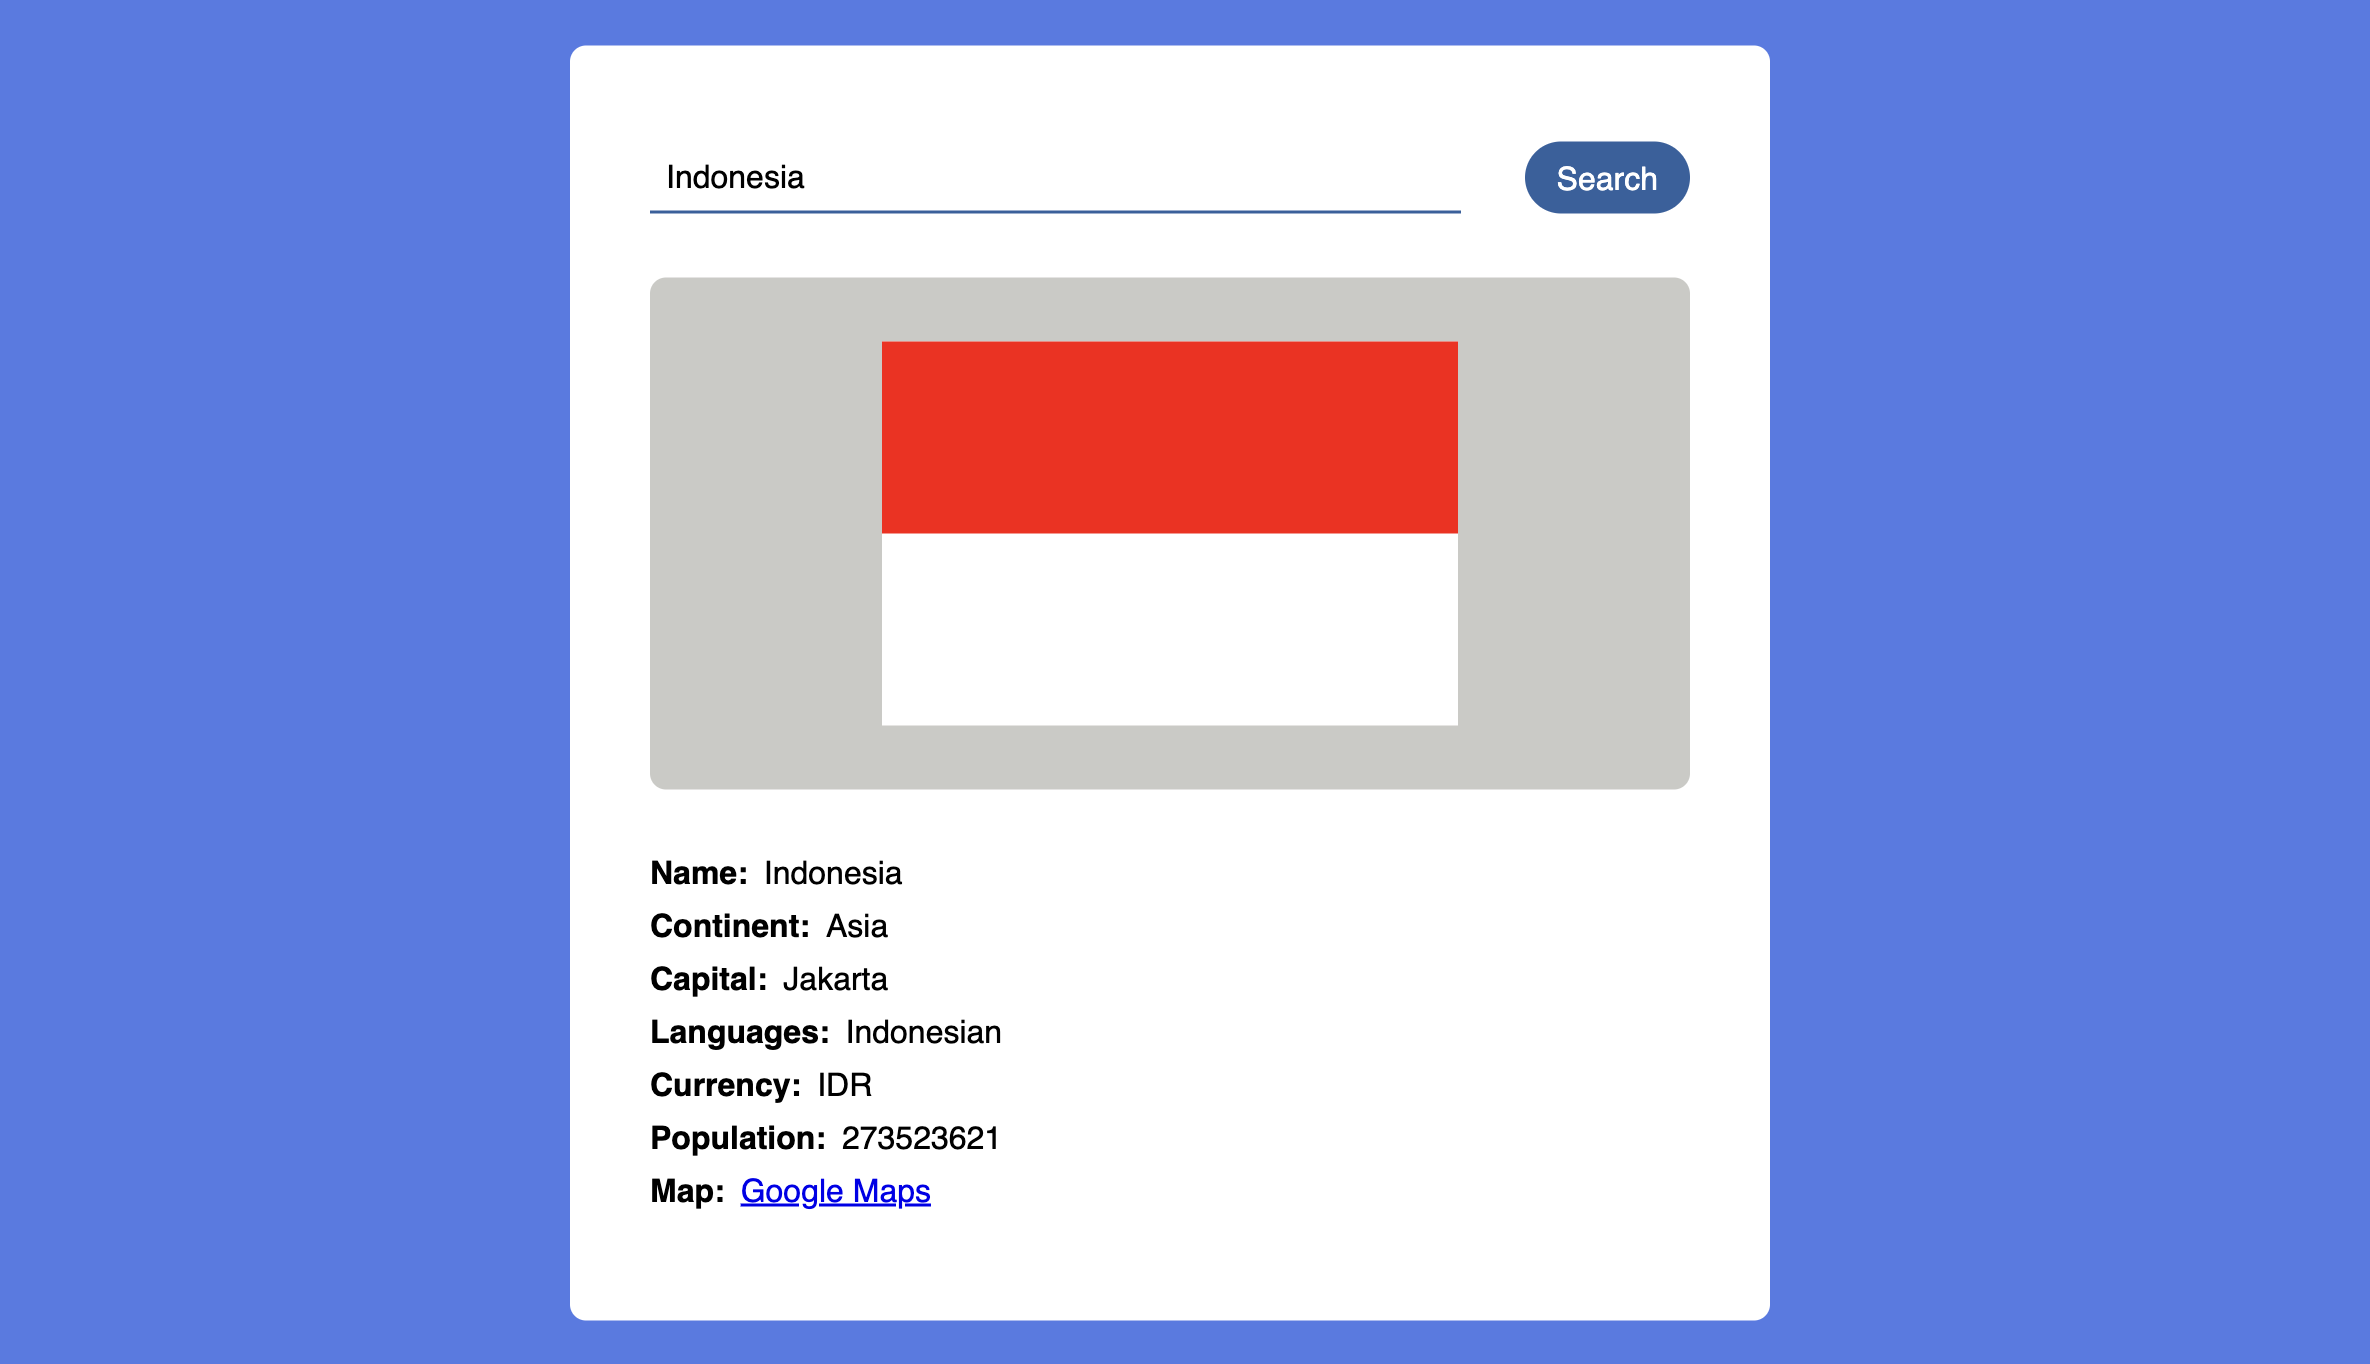 Indonesia
Search
Name: Indonesia
Continent: Asia
Capital: Jakarta
Languages: Indonesian
Currency: IDR
Population: 273523621
Map: Google Maps